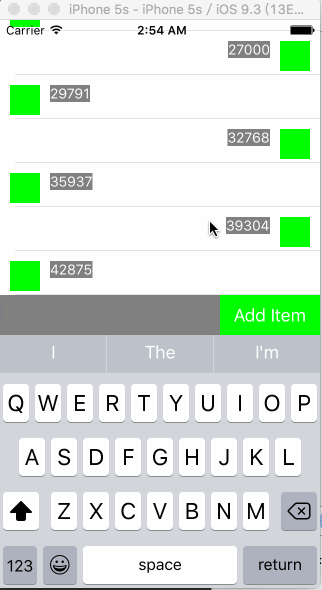 iPhone 5s - iPhone 5s / iOS 9.3 (13E...
Carrier 2:54 AM
27000
29791
32768
35937
39304
42875
Add Item
I The I'm
Q W E R T Y U I O P
A S D F G H J K L
Z X C V B N M
123 space return